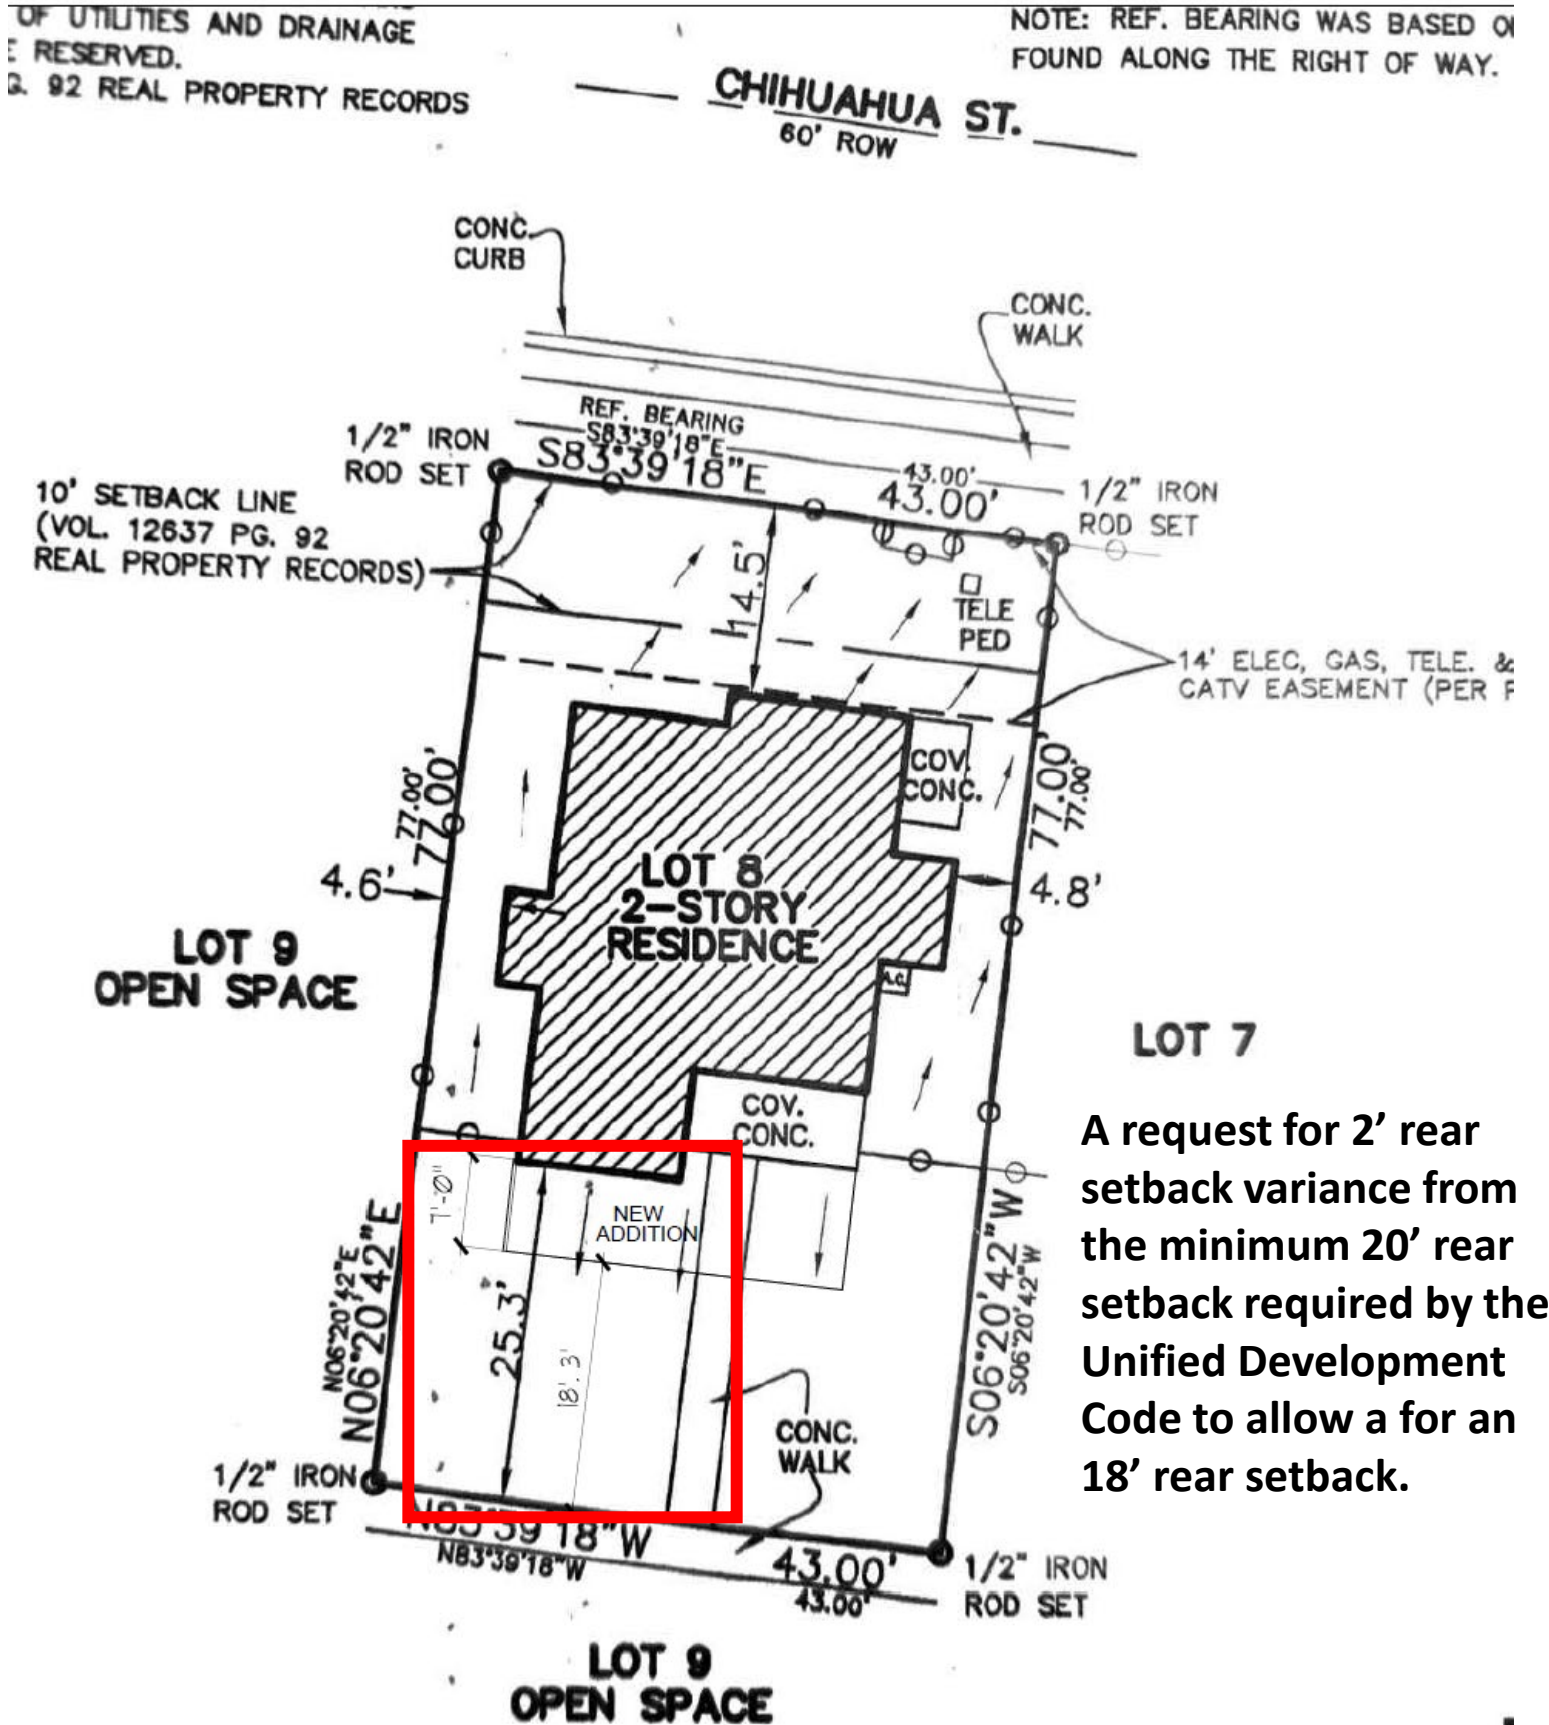 OF UTILITIES AND DRAINAGE
RESERVED.
92 REAL PROPERTY RECORDS
NOTE: REF. BEARING WAS BASED
FOUND ALONG THE RIGHT OF WAY.
CHIHUAHUA ST.
60' ROW
CONC.
CURB
CONC.
WALK
REF. BEARING
S83°39'18"E
S83°39'18"E
43.00'
43.00'
1/2" IRON
ROD SET
1/2" IRON
ROD SET
10' SETBACK LINE
(VOL. 12637 PG. 92
REAL PROPERTY RECORDS)
14.5'
TELE
PED
14' ELEC, GAS, TELE. &
CATV EASEMENT (PER
COV.
CONC.
77.00'
77.00'
77.00'
77.00'
4.6'
4.8'
LOT 8
2-STORY
RESIDENCE
A.C.
LOT 9
OPEN SPACE
LOT 7
COV.
CONC.
7'-0"
NEW
ADDITION
25.3'
18'.3'
N06°20'42"E
N06°20'42"E
S06°20'42"W
S06°20'42"W
A request for 2’ rear
setback variance from
the minimum 20’ rear
setback required by the
Unified Development
Code to allow a for an
18’ rear setback.
CONC.
WALK
1/2" IRON
ROD SET
N83°39'18"W
N83°39'18"W
43.00'
43.00'
1/2" IRON
ROD SET
LOT 9
OPEN SPACE